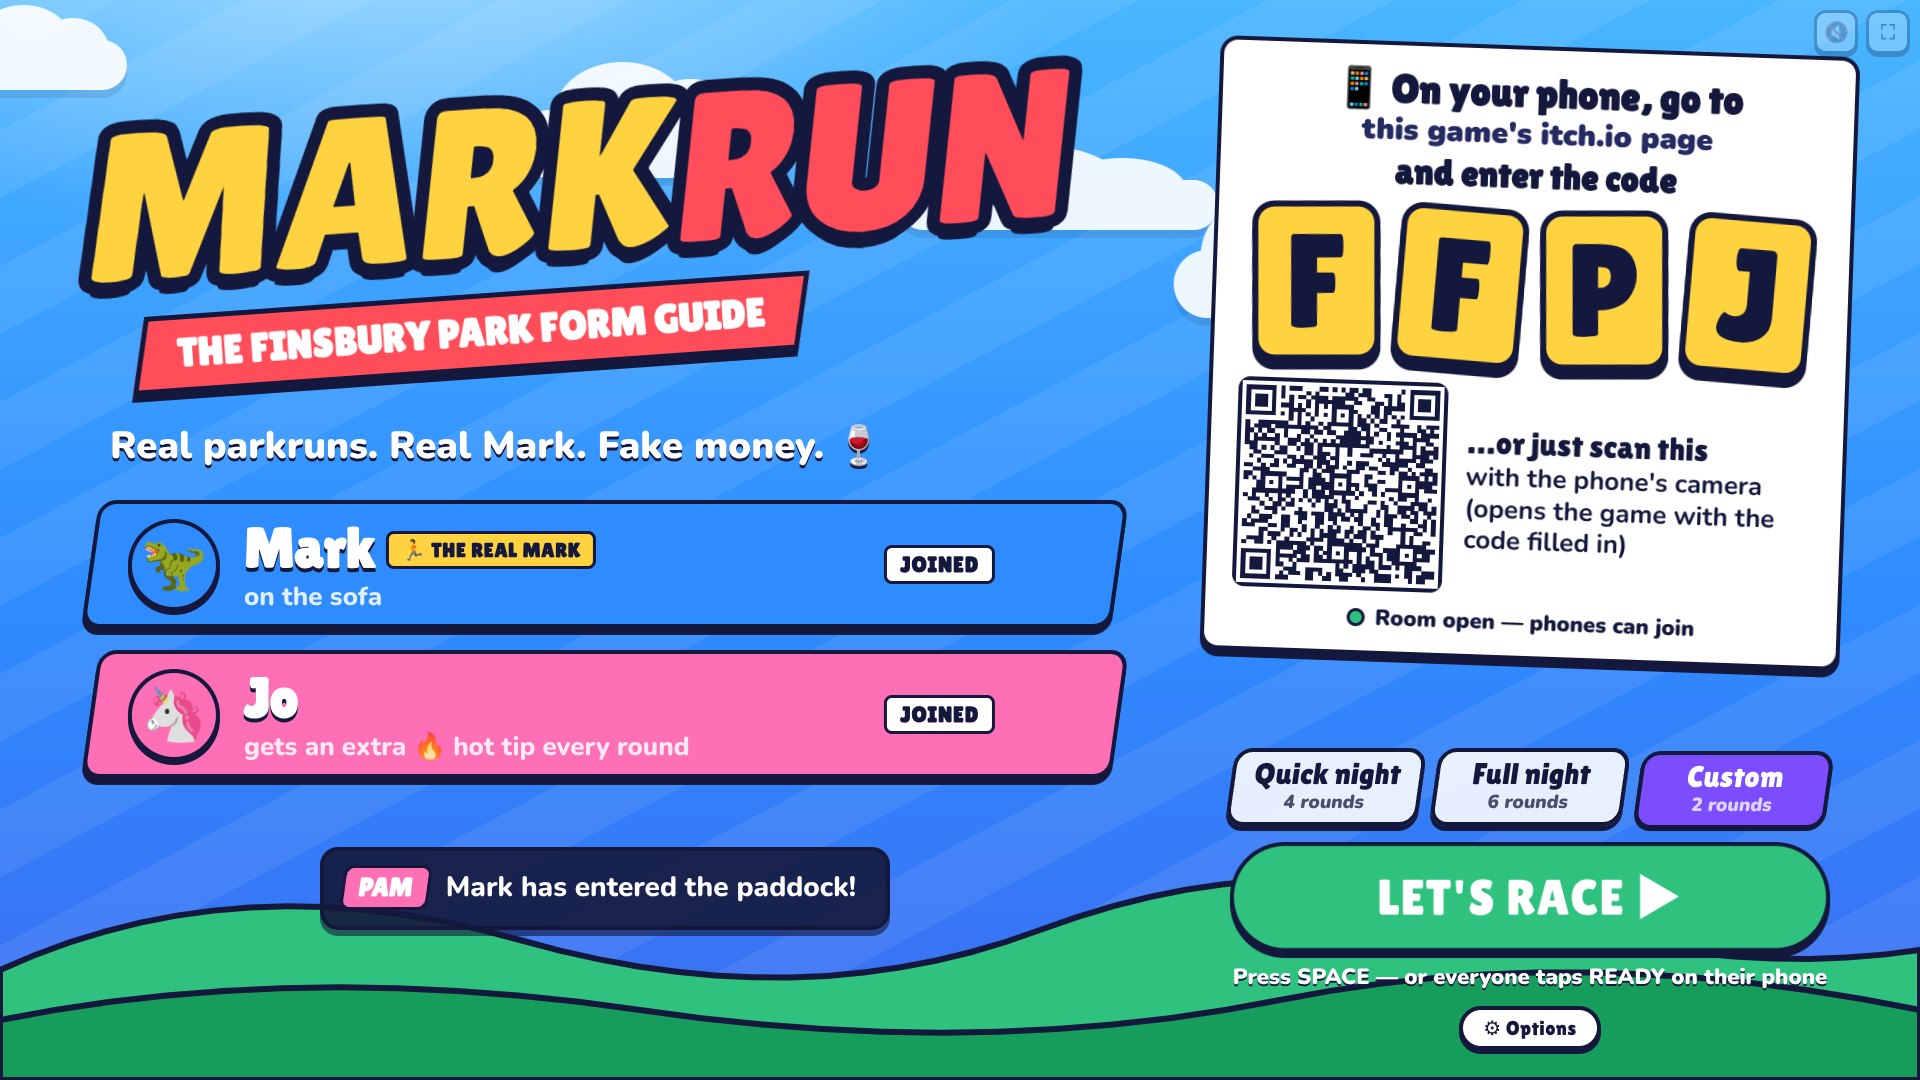 MARKRUN
THE FINSBURY PARK FORM GUIDE
Real parkruns. Real Mark. Fake money. 🍷
Mark
🏃 THE REAL MARK
on the sofa
JOINED
Jo
gets an extra 🔥 hot tip every round
JOINED
PAM Mark has entered the paddock!
📱 On your phone, go to
this game's itch.io page
and enter the code
F F P J
...or just scan this
with the phone's camera
(opens the game with the
code filled in)
Room open — phones can join
Quick night
4 rounds
Full night
6 rounds
Custom
2 rounds
LET'S RACE ▶
Press SPACE — or everyone taps READY on their phone
⚙ Options